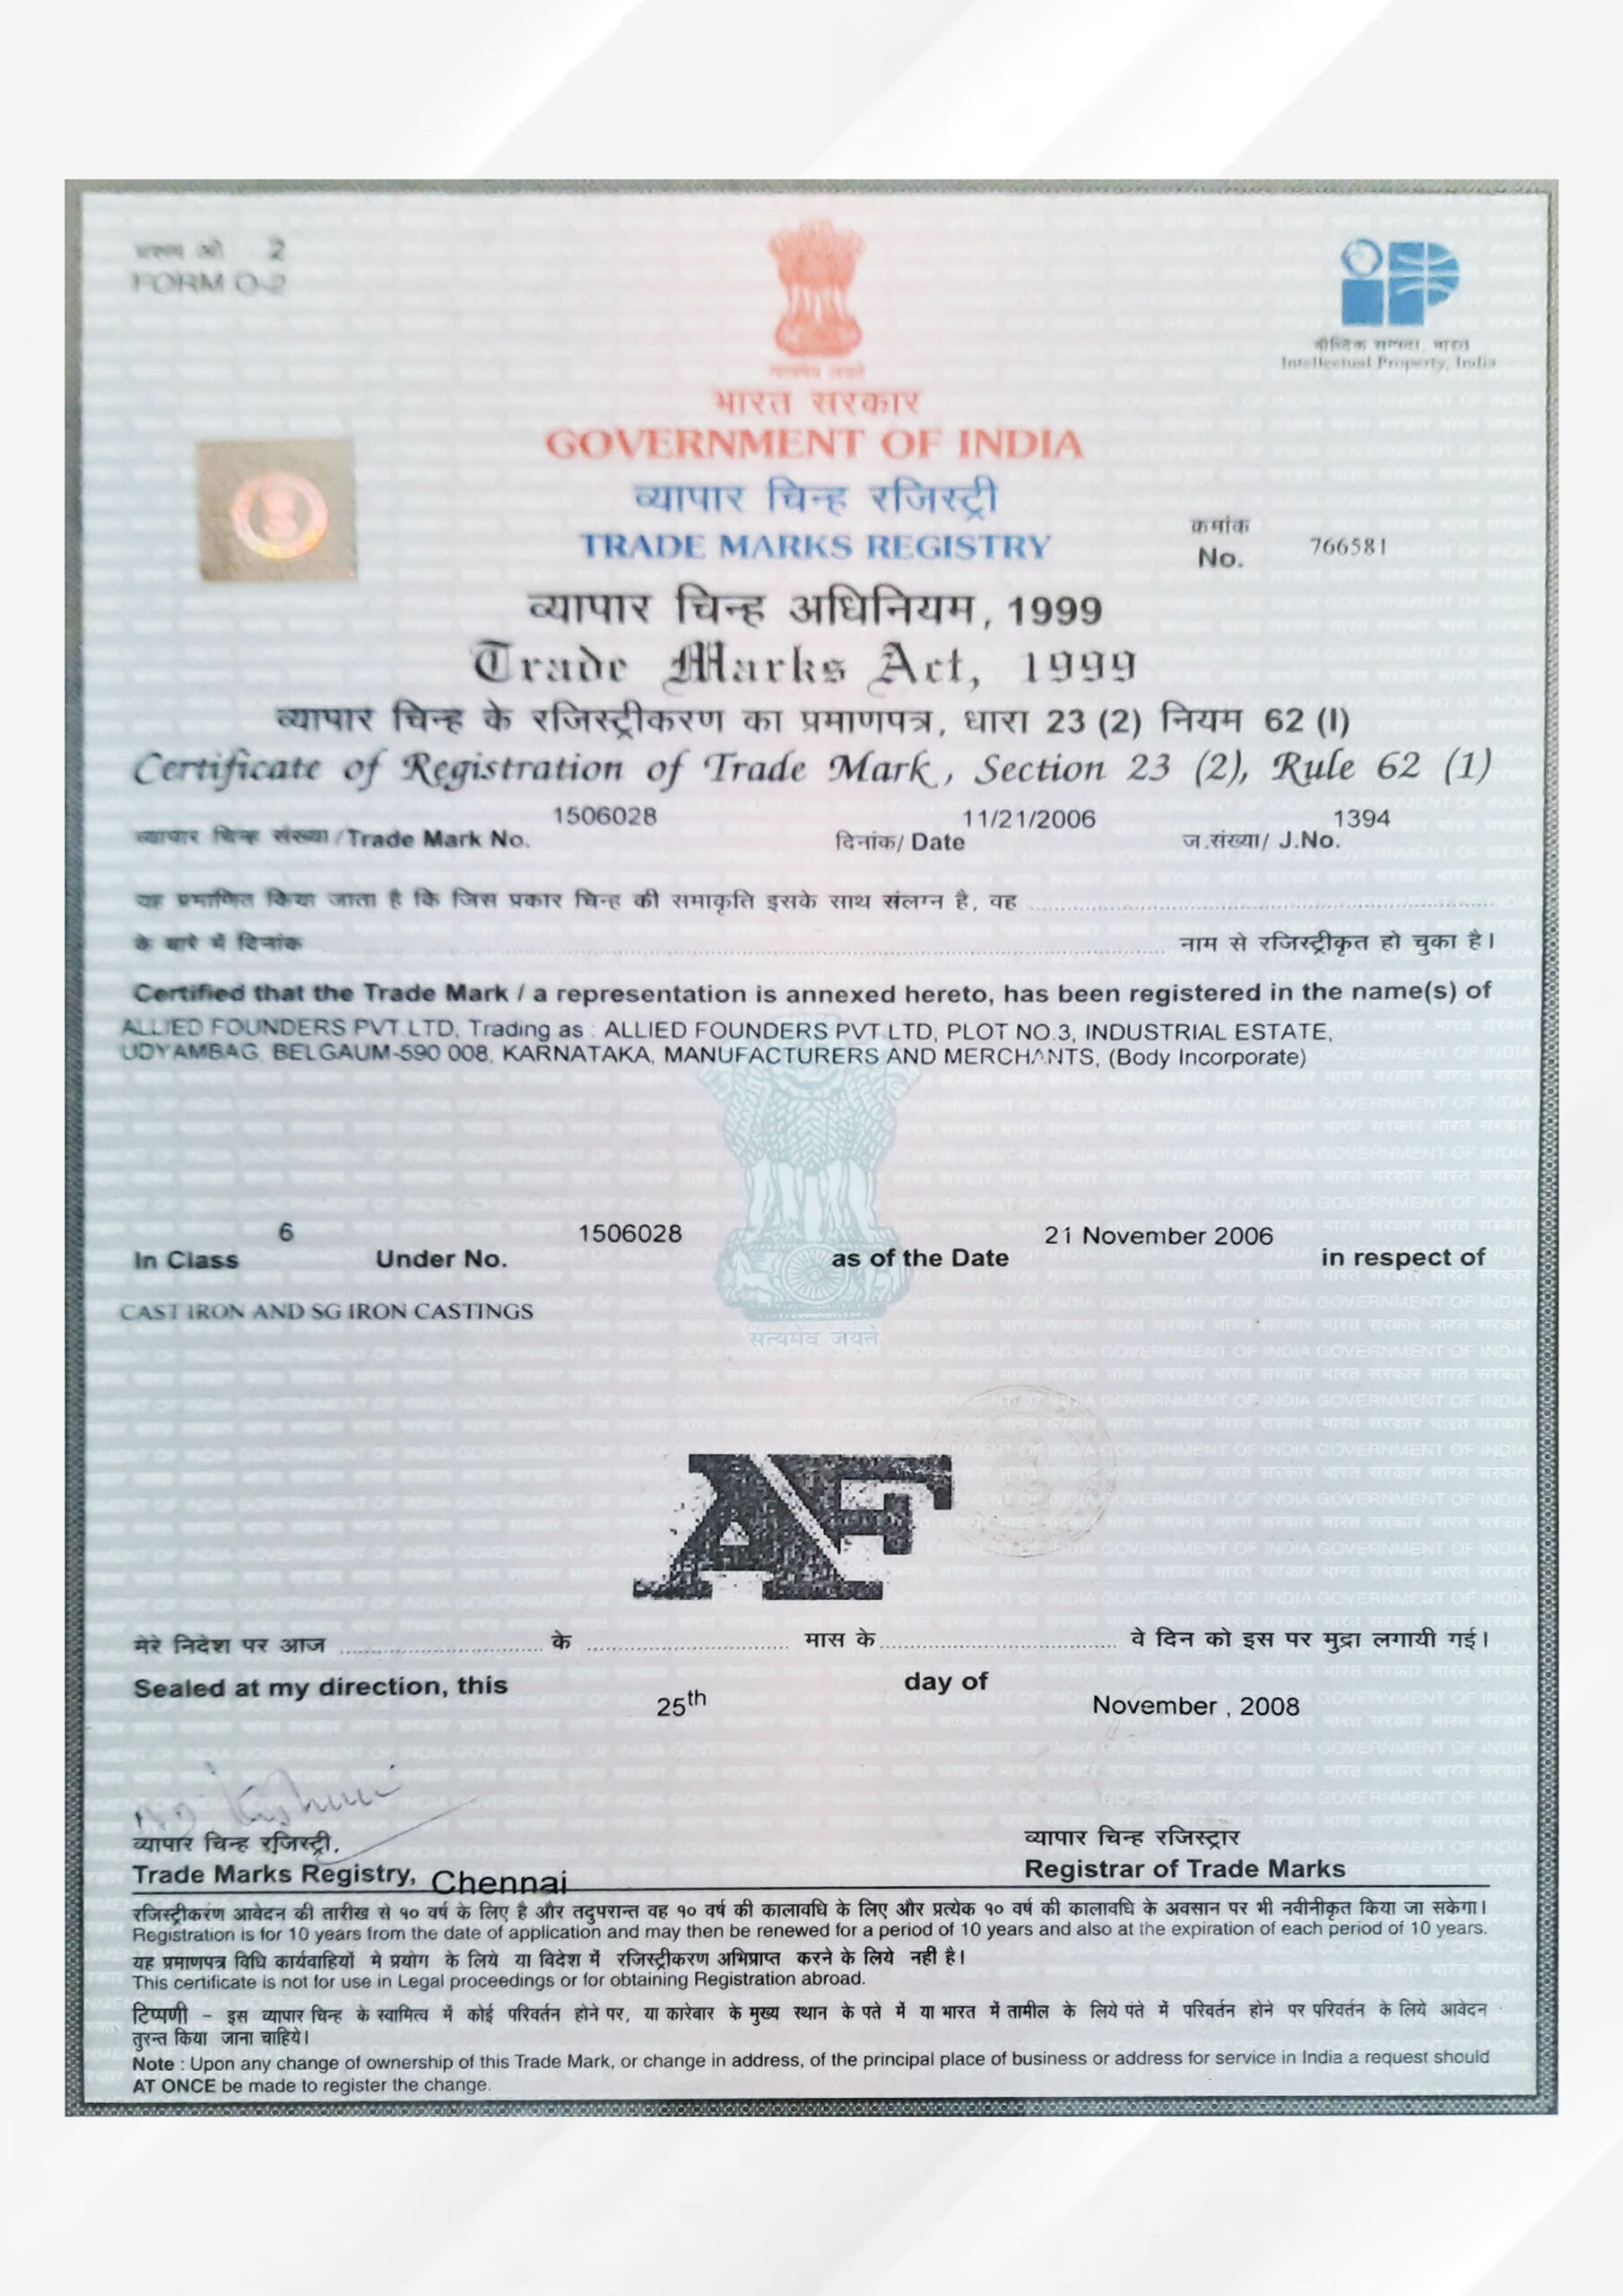 प्ररूप ओ 2
FORM O-2
सत्यमेव जयते
बौद्धिक सम्पदा, भारत
Intellectual Property, India
भारत सरकार
GOVERNMENT OF INDIA
व्यापार चिन्ह रजिस्ट्री
TRADE MARKS REGISTRY
क्रमांक
No. 766581
व्यापार चिन्ह अधिनियम, 1999
Trade Marks Act, 1999
व्यापार चिन्ह के रजिस्ट्रीकरण का प्रमाणपत्र, धारा 23 (2) नियम 62 (I)
Certificate of Registration of Trade Mark, Section 23 (2), Rule 62 (1)
व्यापार चिन्ह संख्या/Trade Mark No. 1506028 दिनांक/ Date 11/21/2006 ज.संख्या/ J.No. 1394
यह प्रमाणित किया जाता है कि जिस प्रकार चिन्ह की समाकृति इसके साथ संलग्न है, वह
के बारे में दिनांक नाम से रजिस्ट्रीकृत हो चुका है।
Certified that the Trade Mark / a representation is annexed hereto, has been registered in the name(s) of
ALLIED FOUNDERS PVT.LTD, Trading as : ALLIED FOUNDERS PVT.LTD, PLOT NO.3, INDUSTRIAL ESTATE,
UDYAMBAG, BELGAUM-590 008, KARNATAKA, MANUFACTURERS AND MERCHANTS, (Body Incorporate)
In Class 6 Under No. 1506028 as of the Date 21 November 2006 in respect of
CAST IRON AND SG IRON CASTINGS
सत्यमेव जयते
AF
मेरे निदेश पर आज के मास के वे दिन को इस पर मुद्रा लगायी गई।
Sealed at my direction, this 25th day of November , 2008
व्यापार चिन्ह रजिस्ट्री, व्यापार चिन्ह रजिस्ट्रार
Trade Marks Registry, Chennai Registrar of Trade Marks
रजिस्ट्रीकरण आवेदन की तारीख से १० वर्ष के लिए है और तदुपरान्त वह १० वर्ष की कालावधि के लिए और प्रत्येक १० वर्ष की कालावधि के अवसान पर भी नवीनीकृत किया जा सकेगा।
Registration is for 10 years from the date of application and may then be renewed for a period of 10 years and also at the expiration of each period of 10 years.
यह प्रमाणपत्र विधि कार्यवाहियों मे प्रयोग के लिये या विदेश में रजिस्ट्रीकरण अभिप्राप्त करने के लिये नहीं है।
This certificate is not for use in Legal proceedings or for obtaining Registration abroad.
टिप्पणी – इस व्यापार चिन्ह के स्वामित्व में कोई परिवर्तन होने पर, या कारेबार के मुख्य स्थान के पते में या भारत में तामील के लिये पंते में परिवर्तन होने पर परिवर्तन के लिये आवेदन
तुरन्त किया जाना चाहिये।
Note : Upon any change of ownership of this Trade Mark, or change in address, of the principal place of business or address for service in India a request should
AT ONCE be made to register the change.